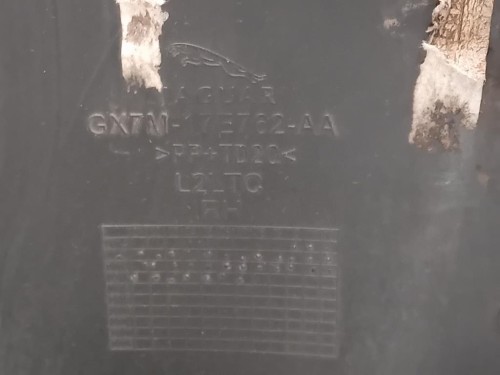 JAGUAR
GX7M-17E762-AA
>PP+TD20<
L2LTC
RH